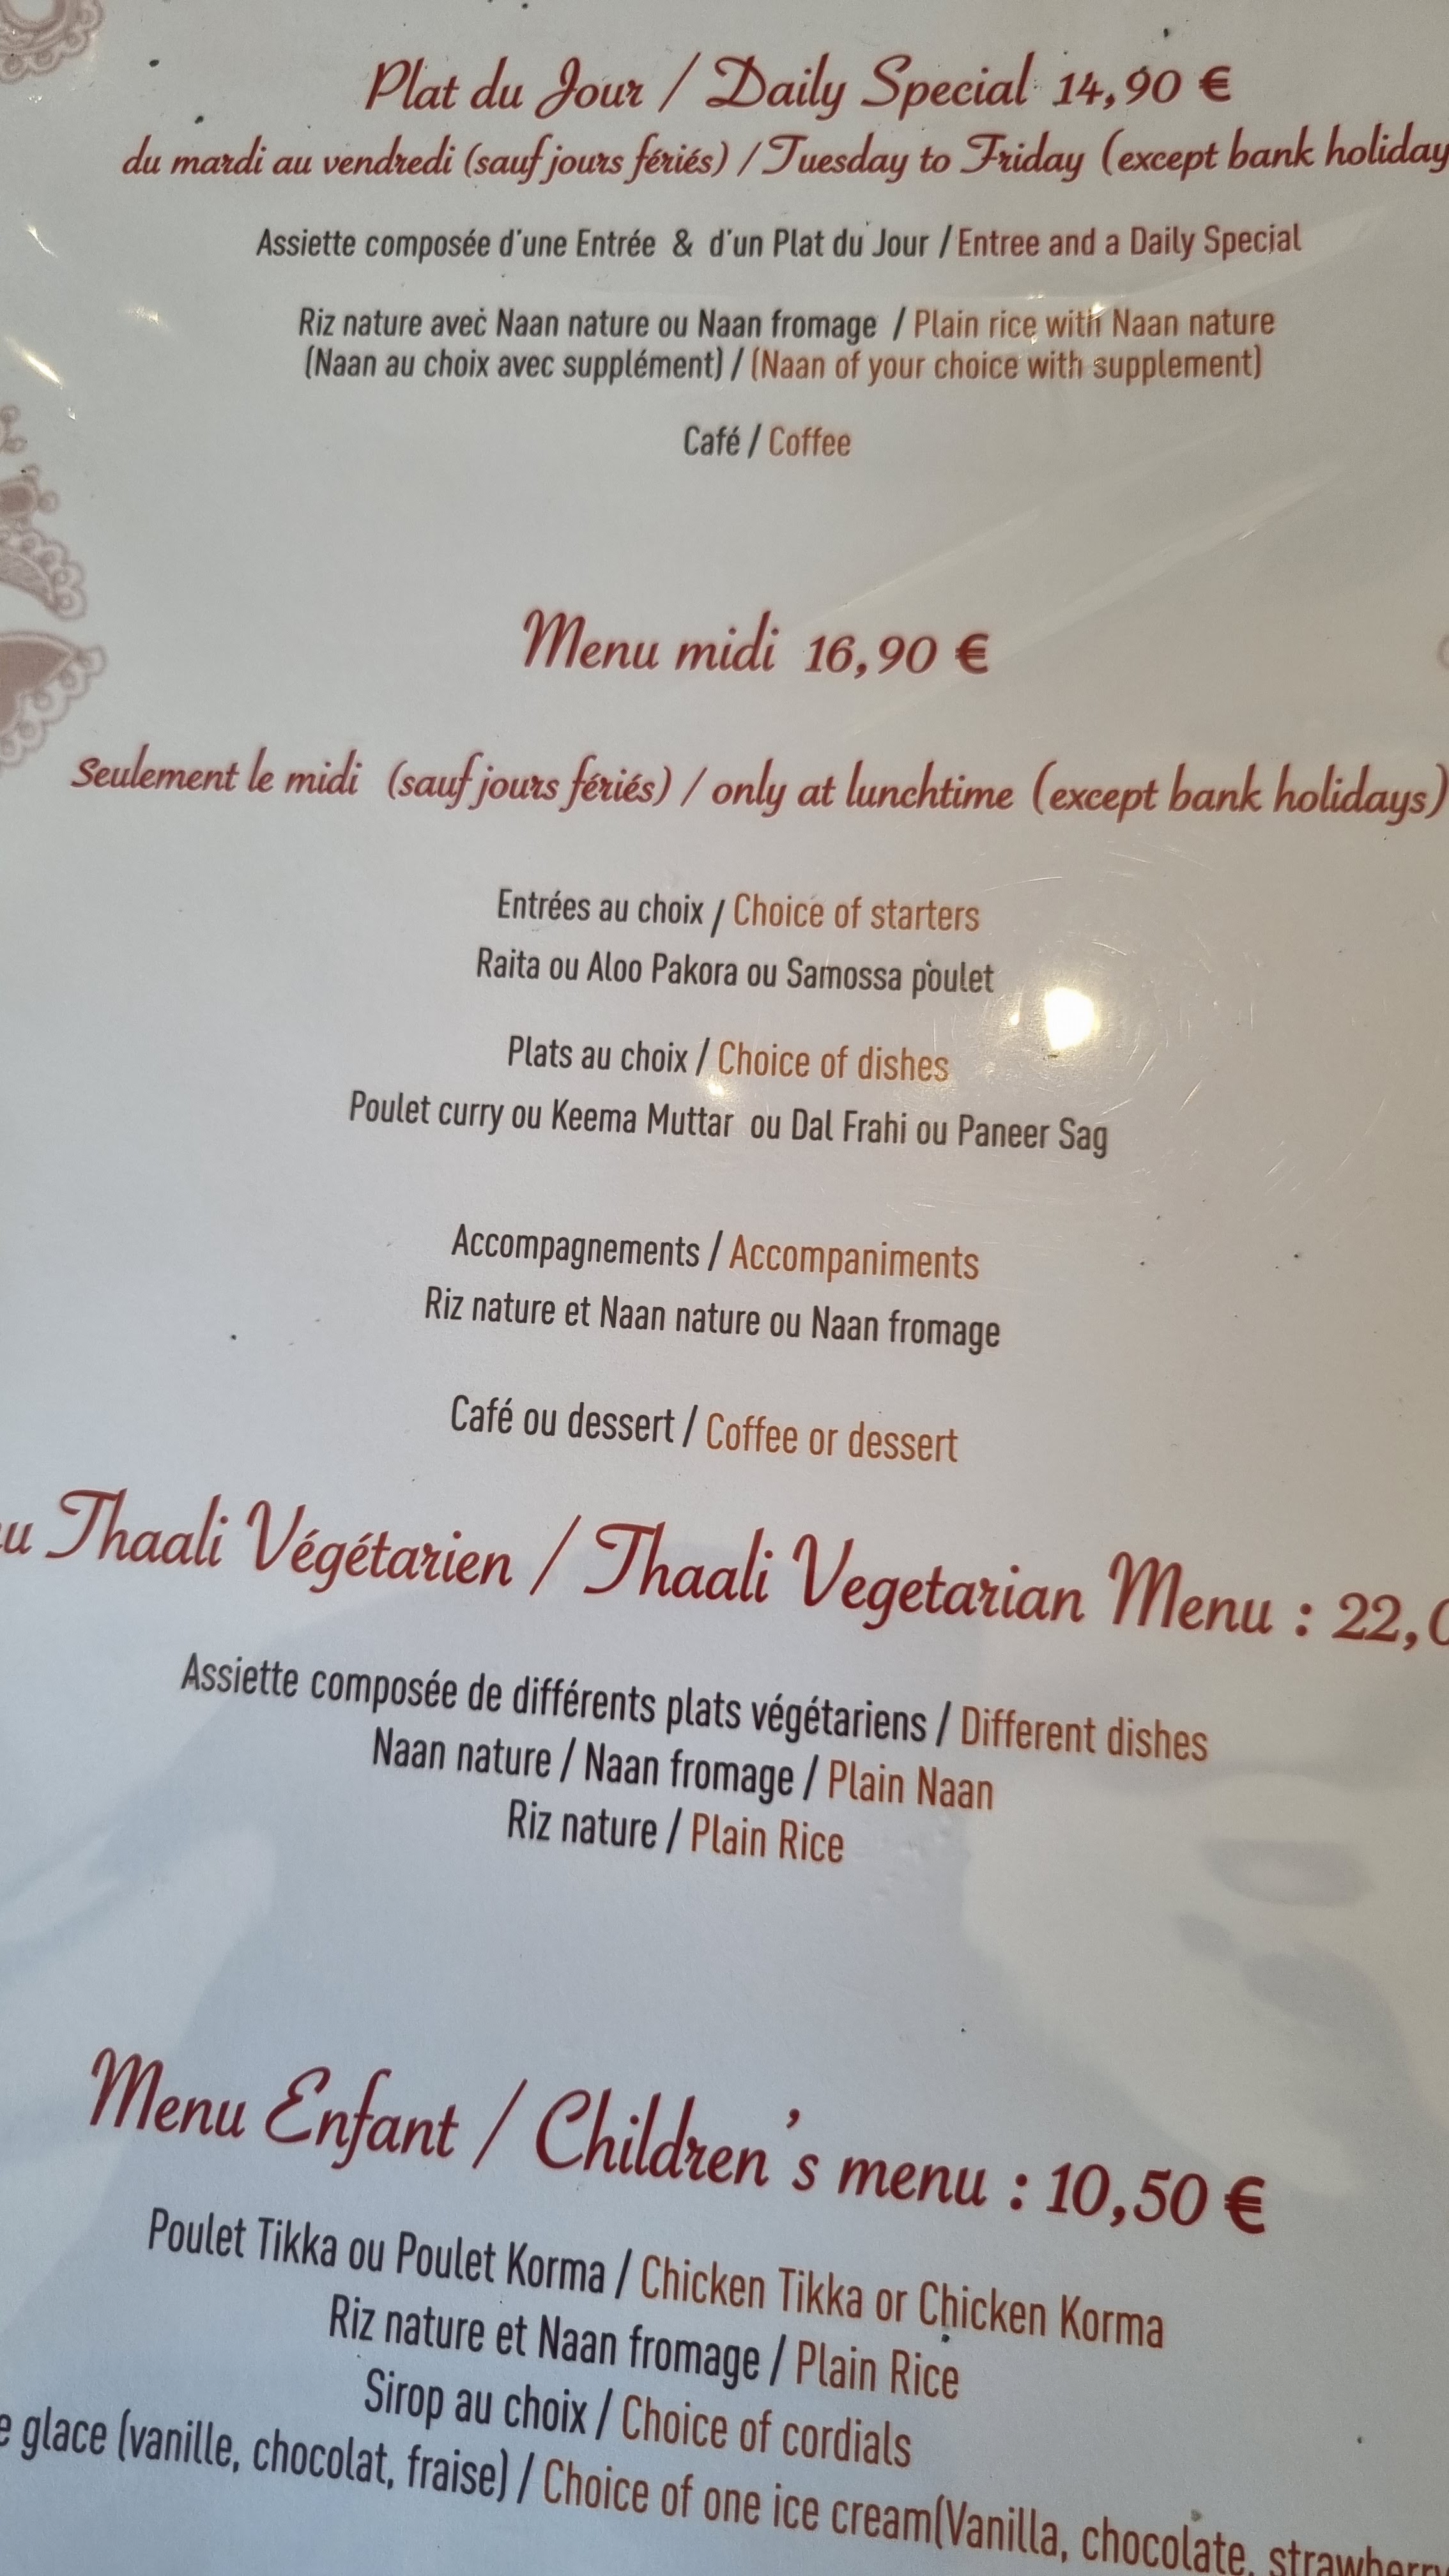 Plat du Jour / Daily Special 14,90 €
du mardi au vendredi (sauf jours fériés) / Tuesday to Friday (except bank holiday
Assiette composée d'une Entrée & d'un Plat du Jour / Entree and a Daily Special
Riz nature avec Naan nature ou Naan fromage / Plain rice with Naan nature
(Naan au choix avec supplément) / (Naan of your choice with supplement)
Café / Coffee
Menu midi 16,90 €
Seulement le midi (sauf jours fériés) / only at lunchtime (except bank holidays)
Entrées au choix / Choice of starters
Raita ou Aloo Pakora ou Samossa poulet
Plats au choix / Choice of dishes
Poulet curry ou Keema Muttar ou Dal Frahi ou Paneer Sag
Accompagnements / Accompaniments
Riz nature et Naan nature ou Naan fromage
Café ou dessert / Coffee or dessert
u Thaali Végétarien / Thaali Vegetarian Menu : 22,
Assiette composée de différents plats végétariens / Different dishes
Naan nature / Naan fromage / Plain Naan
Riz nature / Plain Rice
Menu Enfant / Children's menu : 10,50 €
Poulet Tikka ou Poulet Korma / Chicken Tikka or Chicken Korma
Riz nature et Naan fromage / Plain Rice
Sirop au choix / Choice of cordials
e glace (vanille, chocolat, fraise) / Choice of one ice cream(Vanilla, chocolate, strawberry